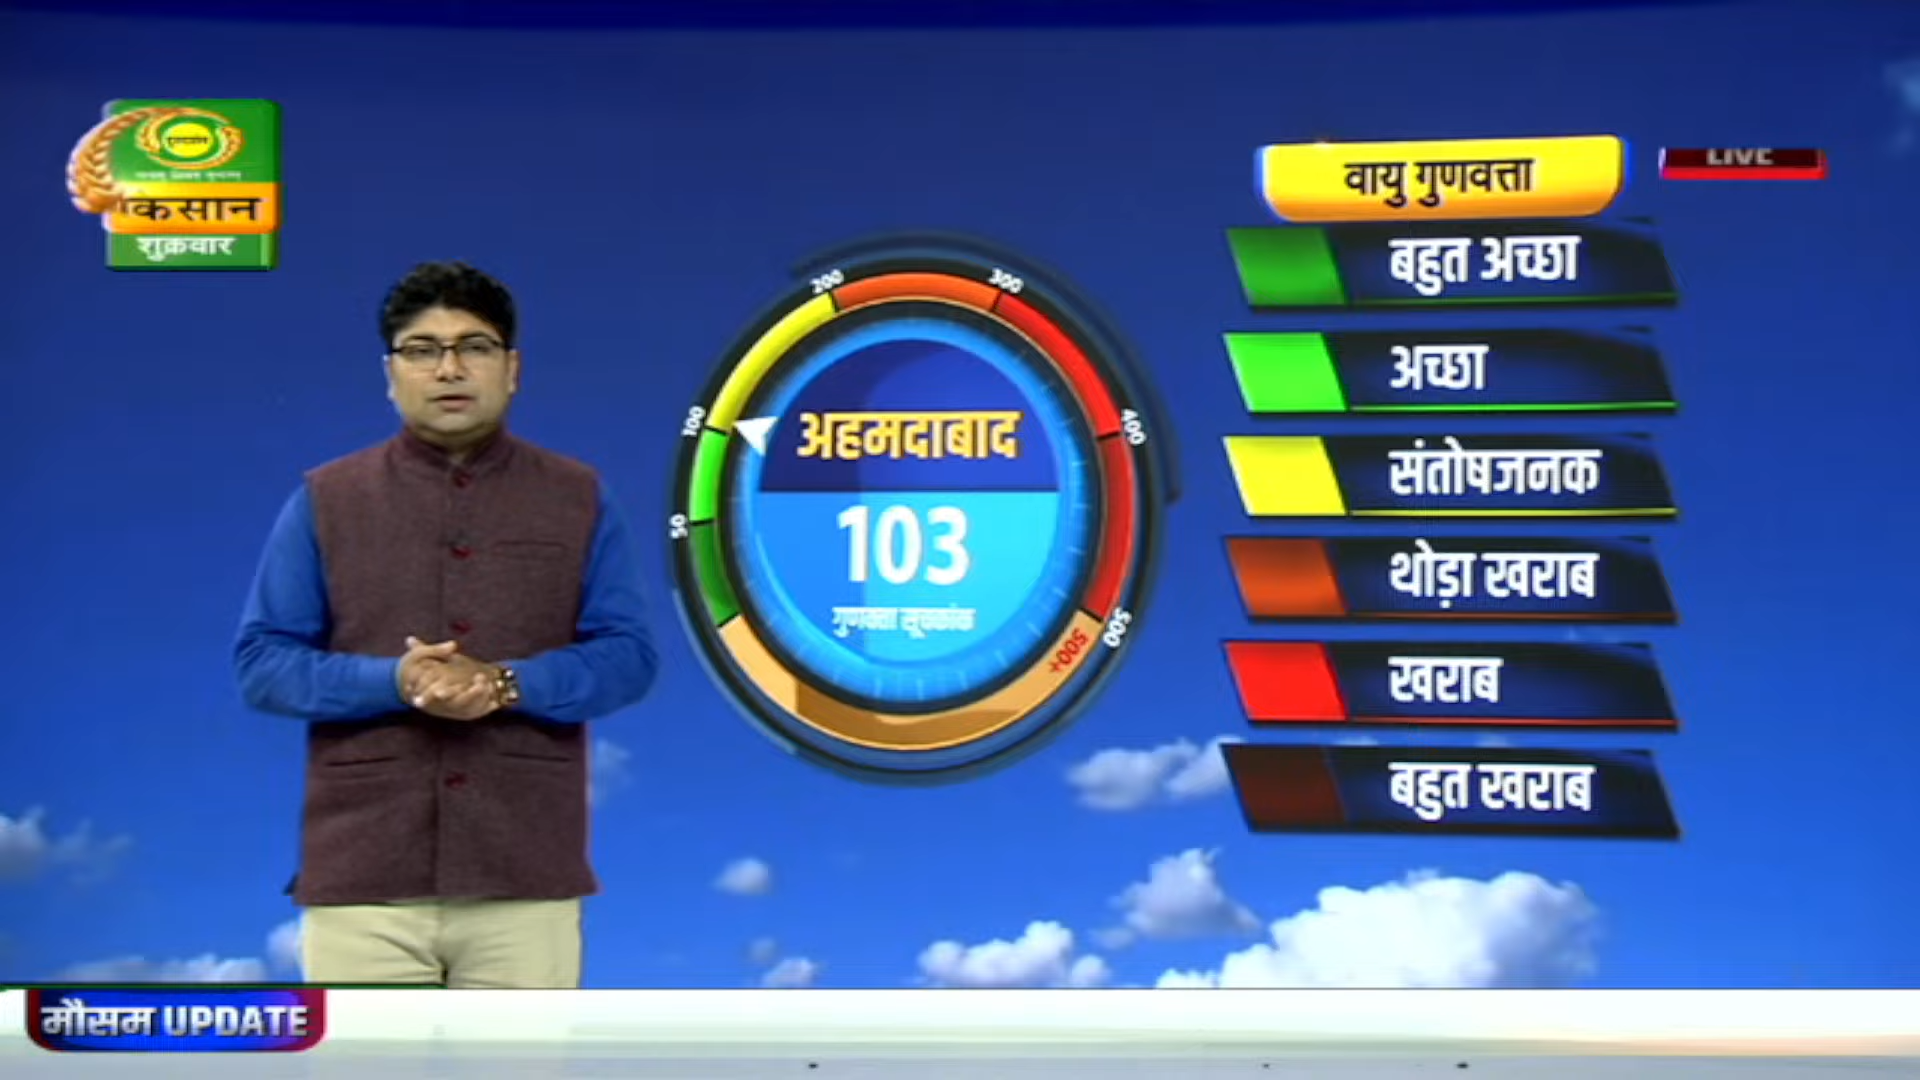 किसान
शुक्रवार
LIVE
वायु गुणवत्ता
बहुत अच्छा
अच्छा
संतोषजनक
थोड़ा खराब
खराब
बहुत खराब
200
300
100
400
50
500
500+
अहमदाबाद
103
गुणवत्ता सूचकांक
मौसम UPDATE